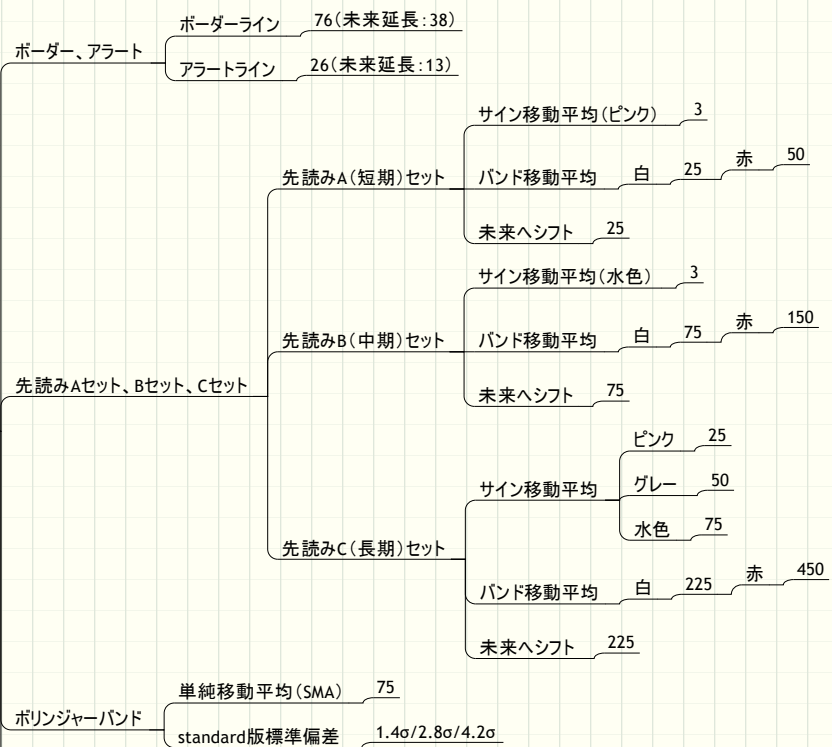 ボーダー、アラート
ボーダーライン 76(未来延長:38)
アラートライン 26(未来延長:13)
先読みAセット、Bセット、Cセット
先読みA(短期)セット
サイン移動平均(ピンク) 3
バンド移動平均 白 25 赤 50
未来へシフト 25
先読みB(中期)セット
サイン移動平均(水色) 3
バンド移動平均 白 75 赤 150
未来へシフト 75
先読みC(長期)セット
サイン移動平均
ピンク 25
グレー 50
水色 75
バンド移動平均 白 225 赤 450
未来へシフト 225
ボリンジャーバンド
単純移動平均(SMA) 75
standard版標準偏差 1.4σ/2.8σ/4.2σ